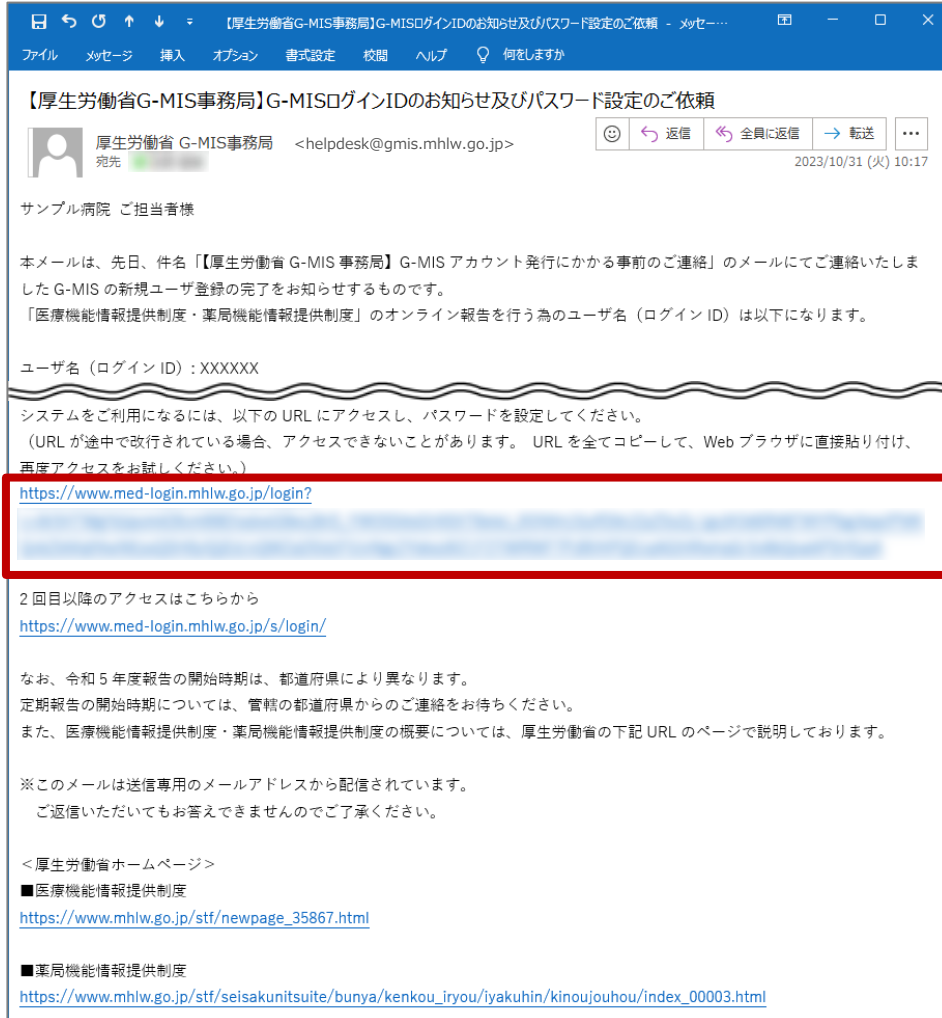 【厚生労働省G-MIS事務局】G-MISログインIDのお知らせ及びパスワード設定のご依頼 - メッセー…
ファイル メッセージ 挿入 オプション 書式設定 校閲 ヘルプ 何をしますか
【厚生労働省G-MIS事務局】G-MISログインIDのお知らせ及びパスワード設定のご依頼
厚生労働省 G-MIS事務局 <helpdesk@gmis.mhlw.go.jp>
返信 全員に返信 転送
宛先
2023/10/31 (火) 10:17
サンプル病院 ご担当者様
本メールは、先日、件名「【厚生労働省 G-MIS 事務局】G-MIS アカウント発行にかかる事前のご連絡」のメールにてご連絡いたしま
した G-MIS の新規ユーザ登録の完了をお知らせするものです。
「医療機能情報提供制度・薬局機能情報提供制度」のオンライン報告を行う為のユーザ名（ログイン ID）は以下になります。
ユーザ名（ログイン ID）: XXXXXX
システムをご利用になるには、以下の URL にアクセスし、パスワードを設定してください。
（URL が途中で改行されている場合、アクセスできないことがあります。 URL を全てコピーして、Web ブラウザに直接貼り付け、
再度アクセスをお試しください。）
https://www.med-login.mhlw.go.jp/login?
2 回目以降のアクセスはこちらから
https://www.med-login.mhlw.go.jp/s/login/
なお、令和 5 年度報告の開始時期は、都道府県により異なります。
定期報告の開始時期については、管轄の都道府県からのご連絡をお待ちください。
また、医療機能情報提供制度・薬局機能情報提供制度の概要については、厚生労働省の下記 URL のページで説明しております。
※このメールは送信専用のメールアドレスから配信されています。
ご返信いただいてもお答えできませんのでご了承ください。
＜厚生労働省ホームページ＞
■医療機能情報提供制度
https://www.mhlw.go.jp/stf/newpage_35867.html
■薬局機能情報提供制度
https://www.mhlw.go.jp/stf/seisakunitsuite/bunya/kenkou_iryou/iyakuhin/kinoujouhou/index_00003.html